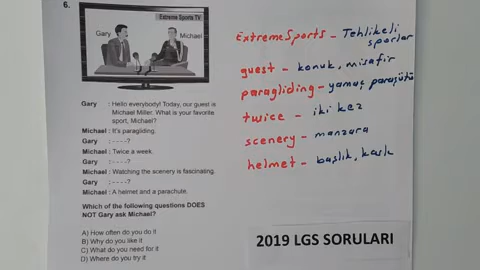 6.
Extreme Sports TV
Gary
Michael
Gary : Hello everybody! Today, our guest is
Michael Miller. What is your favorite
sport, Michael?
Michael : It's paragliding.
Gary : - - - -?
Michael : Twice a week.
Gary : - - - -?
Michael : Watching the scenery is fascinating.
Gary : - - - -?
Michael : A helmet and a parachute.
Which of the following questions DOES
NOT Gary ask Michael?
A) How often do you do it
B) Why do you like it
C) What do you need for it
D) Where do you try it
Extreme Sports - Tehlikeli
sporlar
guest - konuk, misafir
paragliding - yamaç paraşütü
twice - iki kez
scenery - manzara
helmet - başlık, kask
2019 LGS SORULARI